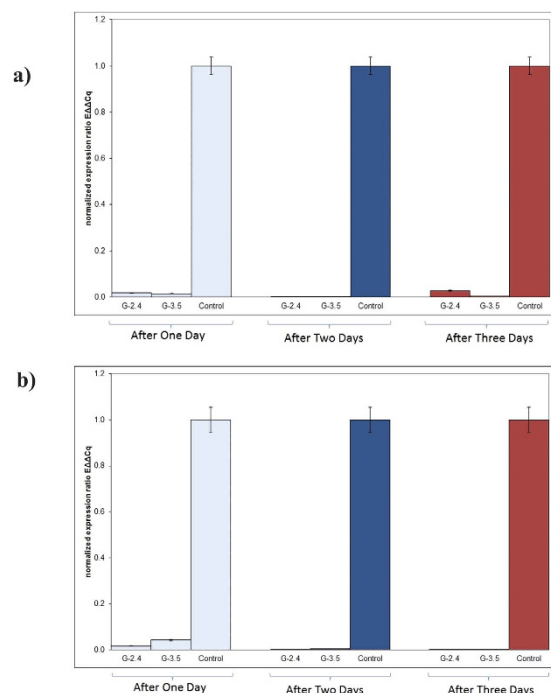 a)
normalized expression ratio EΔΔCq
1.2
1.0
0.8
0.6
0.4
0.2
0.0
G-2.4 G-3.5 Control G-2.4 G-3.5 Control G-2.4 G-3.5 Control
After One Day After Two Days After Three Days
b)
normalized expression ratio EΔΔCq
1.2
1.0
0.8
0.6
0.4
0.2
0.0
G-2.4 G-3.5 Control G-2.4 G-3.5 Control G-2.4 G-3.5 Control
After One Day After Two Days After Three Days